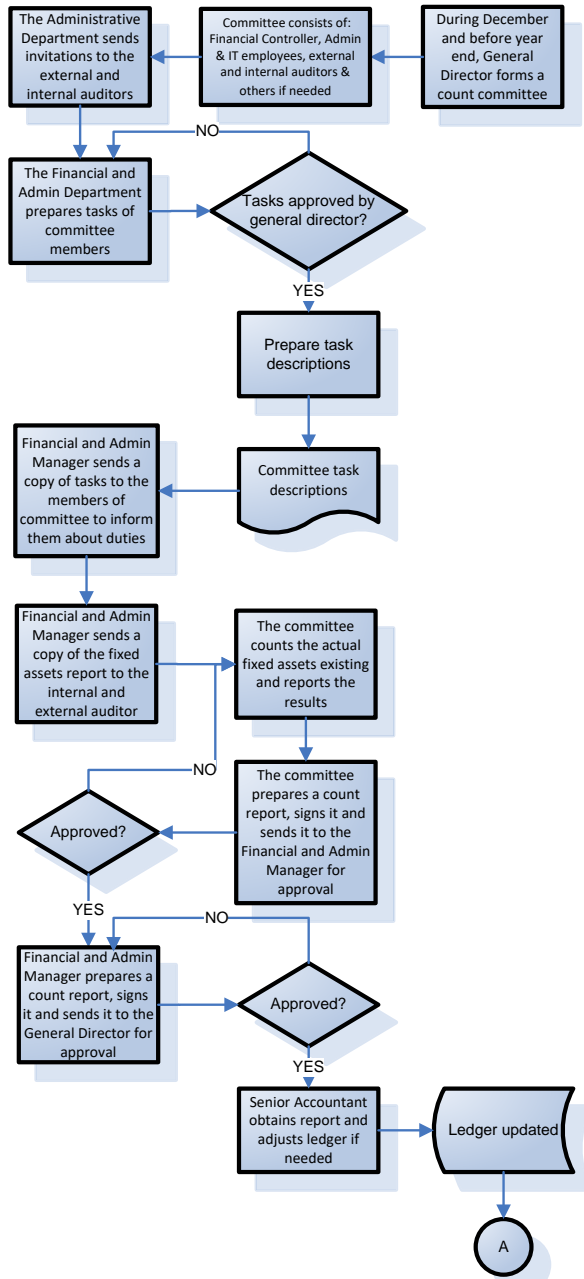 During December
and before year
end, General
Director forms a
count committee
Committee consists of:
Financial Controller, Admin
& IT employees, external
and internal auditors &
others if needed
The Administrative
Department sends
invitations to the
external and
internal auditors
NO
The Financial and
Admin Department
prepares tasks of
committee
members
Tasks approved by
general director?
YES
Prepare task
descriptions
Committee task
descriptions
Financial and Admin
Manager sends a
copy of tasks to the
members of
committee to inform
them about duties
Financial and Admin
Manager sends a
copy of the fixed
assets report to the
internal and
external auditor
The committee
counts the actual
fixed assets existing
and reports the
results
NO
The committee
prepares a count
report, signs it and
sends it to the
Financial and Admin
Manager for
approval
Approved?
YES
NO
Financial and Admin
Manager prepares a
count report, signs
it and sends it to the
General Director for
approval
Approved?
YES
Senior Accountant
obtains report and
adjusts ledger if
needed
Ledger updated
A